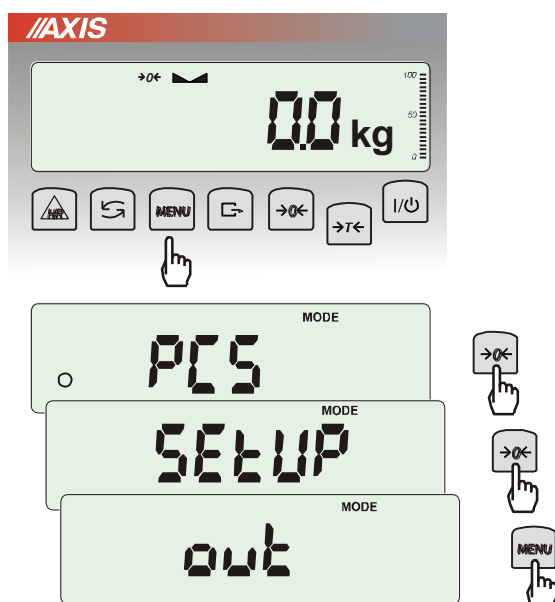 //AXIS
→0← 100
50
0
0.0 kg
HR MENU →0← →T← I/⏻
MODE
PCS
→0←
MODE
SEtUP
→0←
MODE
out
MENU